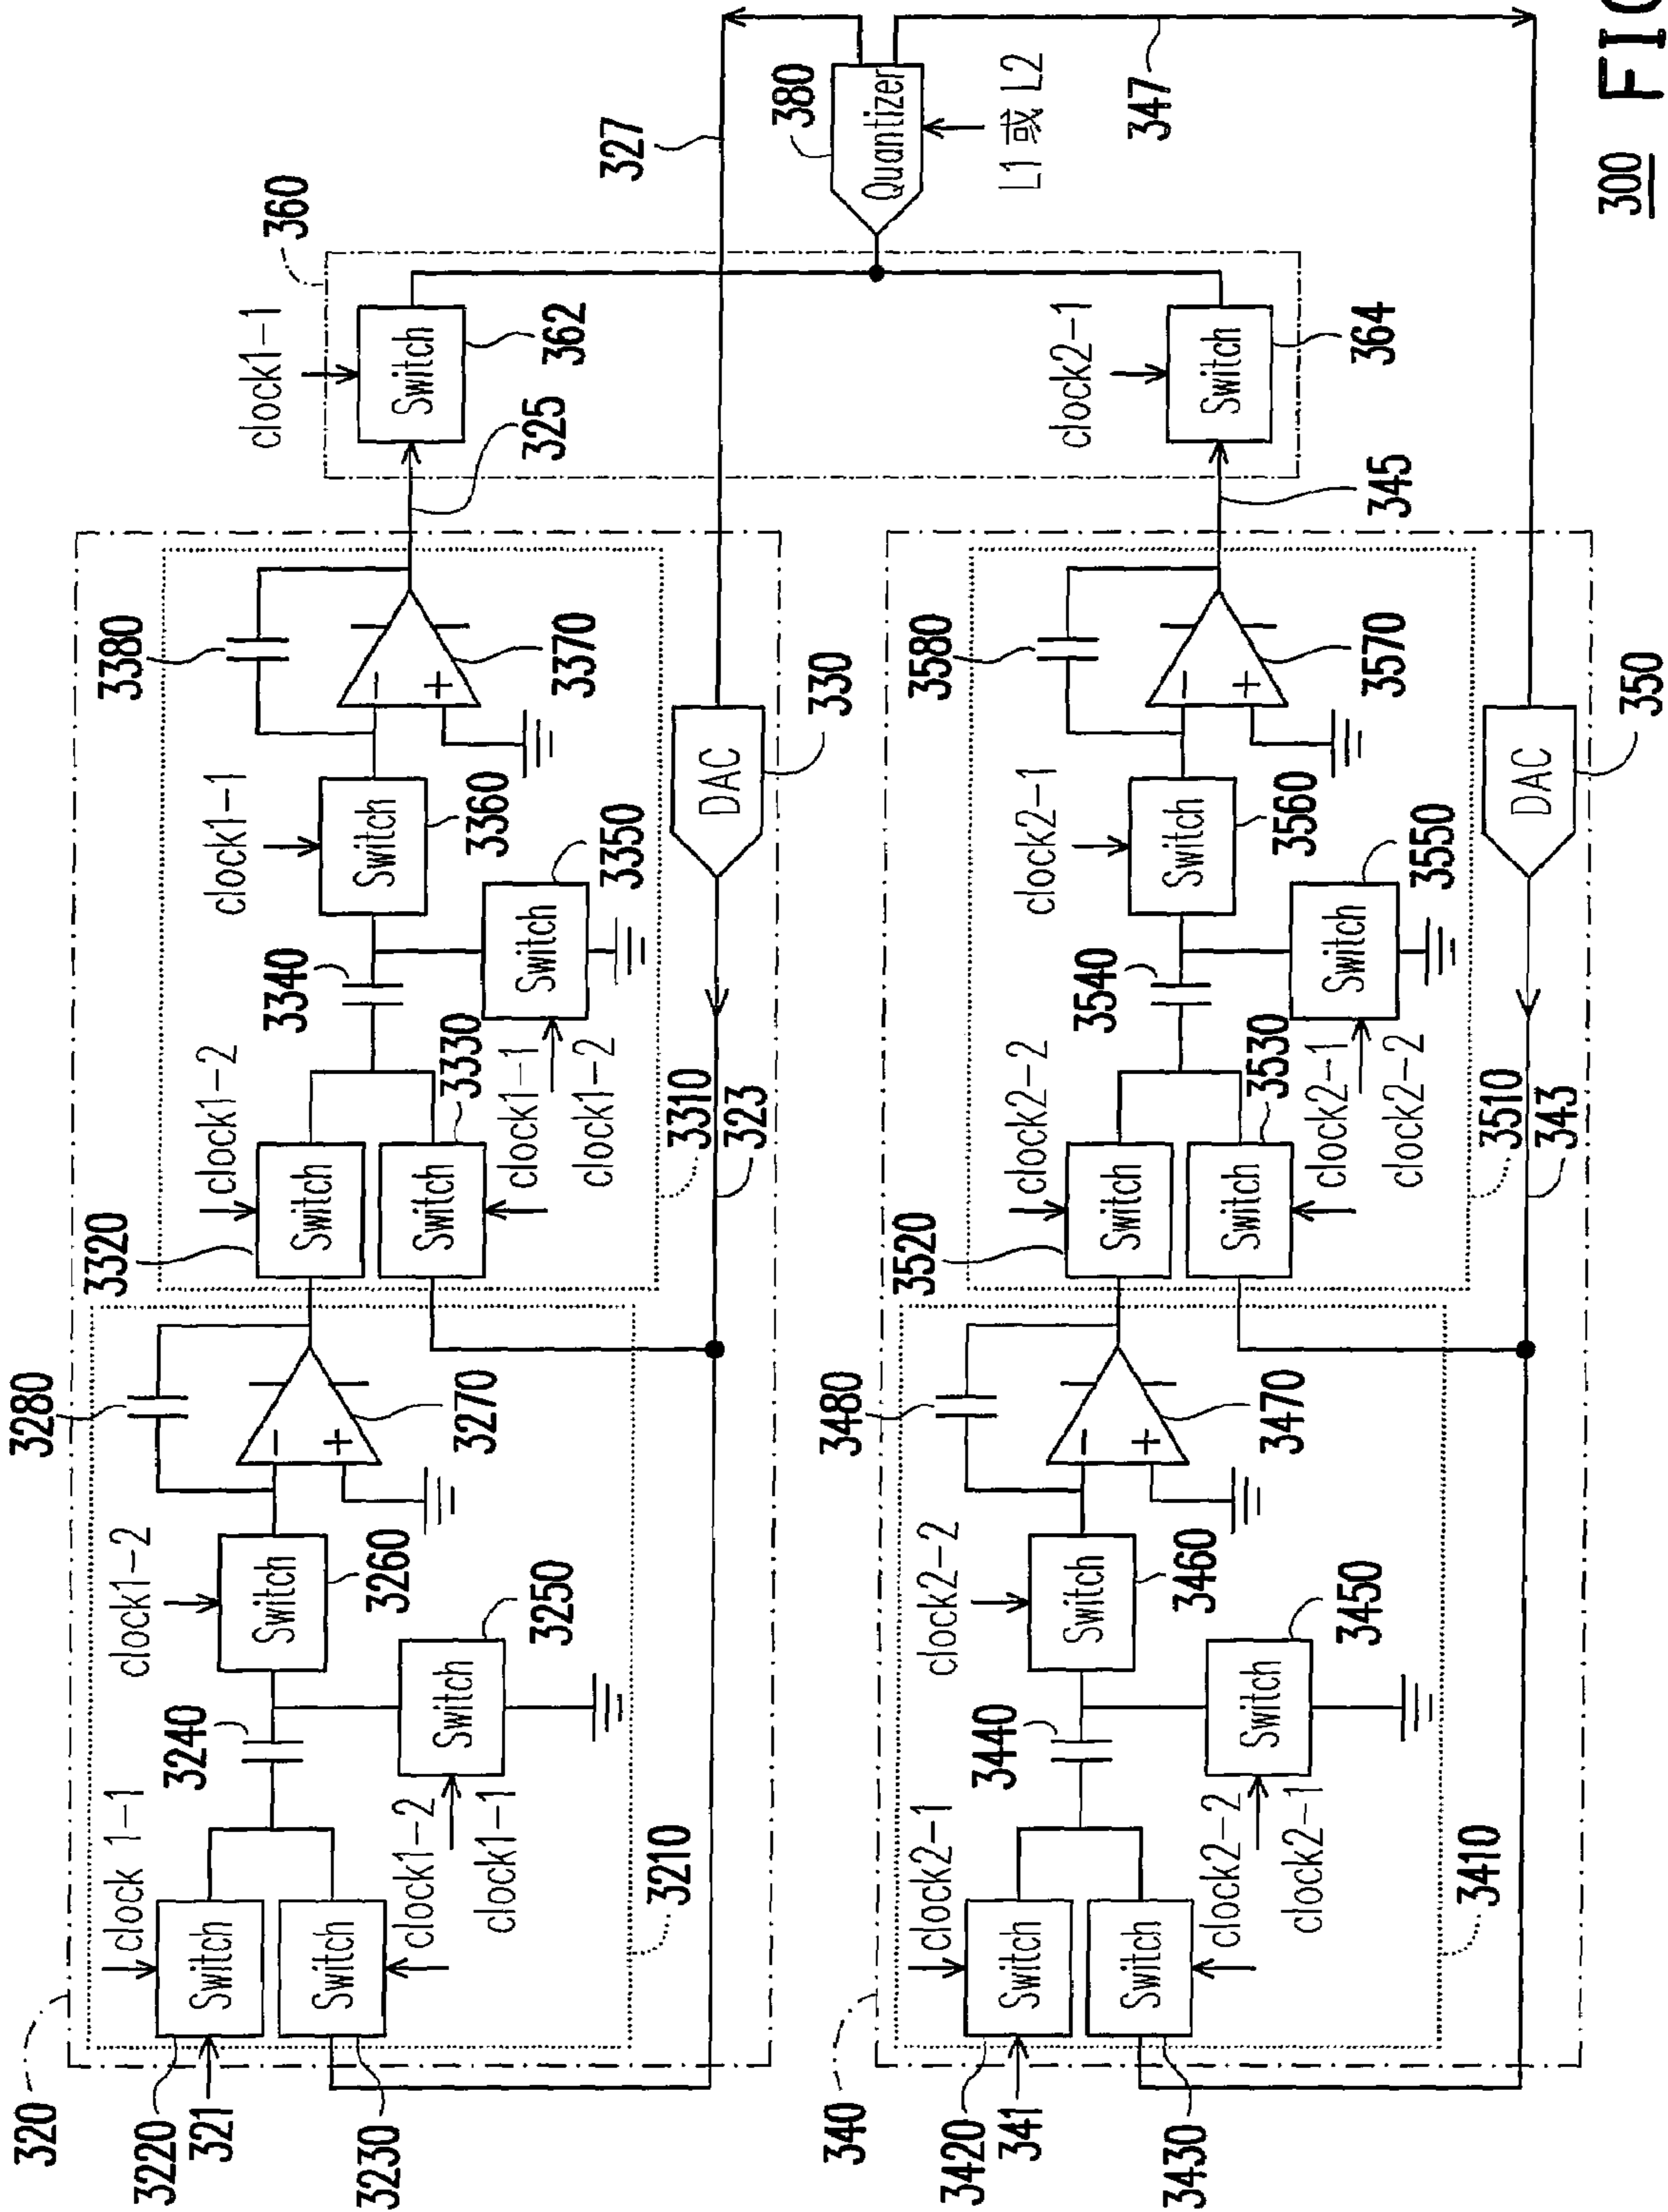 300 FIG
320
3220
321
3230
clock 1-1
Switch
Switch
clock1-2
clock1-1
3210
3240
Switch
3250
clock1-2
Switch
3260
3280
3270
3320
clock1-2
Switch
Switch
3330
clock1-1
clock1-2
3310
323
3340
Switch
3350
clock1-1
Switch
3360
3380
3370
DAC
330
325
clock1-1
Switch
362
360
327
380
Quantizer
L1 或 L2
347
340
3420
341
3430
clock2-1
Switch
Switch
clock2-2
clock2-1
3410
3440
Switch
3450
clock2-2
Switch
3460
3480
3470
3520
clock2-2
Switch
Switch
3530
clock2-1
clock2-2
3510
343
3540
Switch
3550
clock2-1
Switch
3560
3580
3570
DAC
350
345
clock2-1
Switch
364